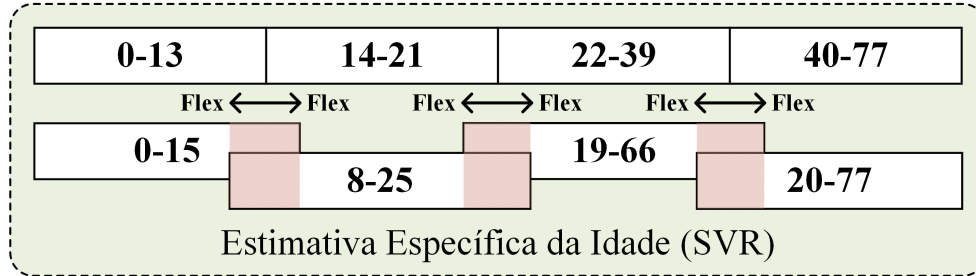 0-13 14-21 22-39 40-77
Flex Flex Flex Flex Flex Flex
0-15 19-66
8-25 20-77
Estimativa Específica da Idade (SVR)